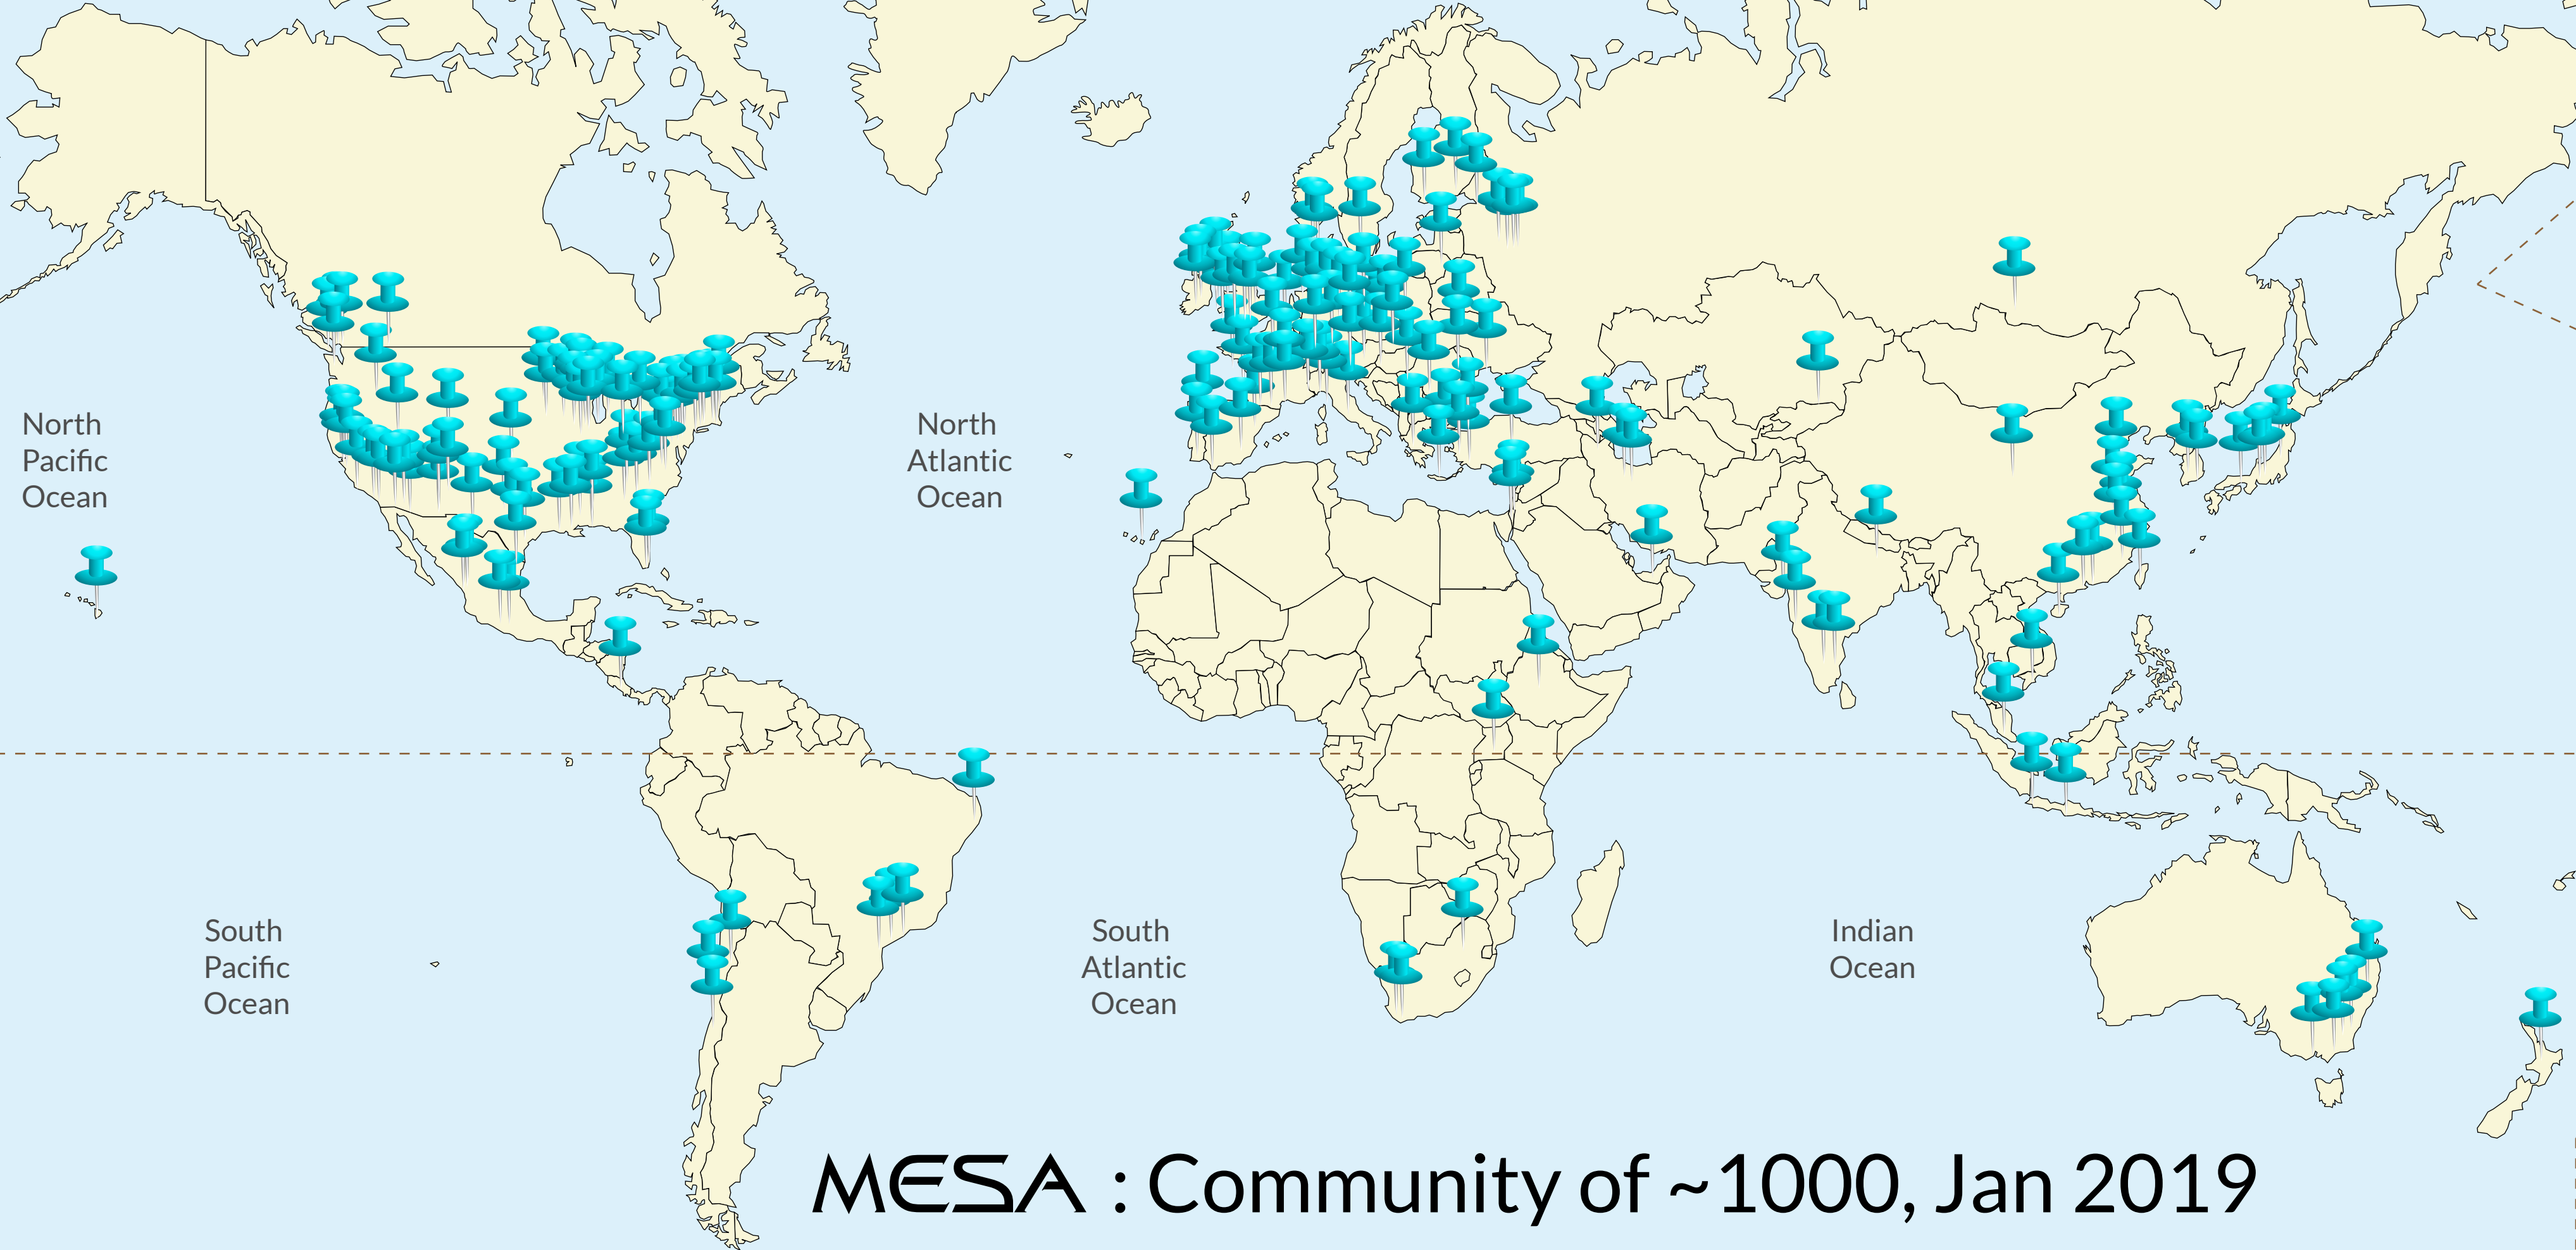 North
Pacific
Ocean
North
Atlantic
Ocean
South
Pacific
Ocean
South
Atlantic
Ocean
Indian
Ocean
MESA : Community of ~1000, Jan 2019